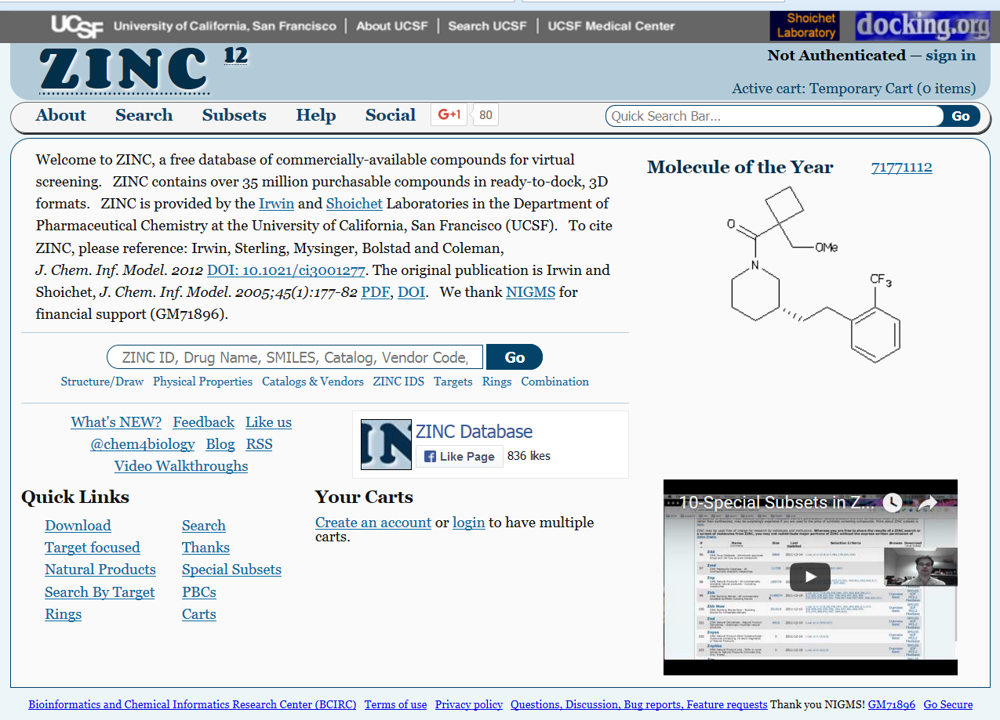 UCSF University of California, San Francisco | About UCSF | Search UCSF | UCSF Medical Center
Shoichet
Laboratory
docking.org
ZINC 12
Not Authenticated — sign in
Active cart: Temporary Cart (0 items)
About Search Subsets Help Social G+1 80
Quick Search Bar... Go
Welcome to ZINC, a free database of commercially-available compounds for virtual
screening. ZINC contains over 35 million purchasable compounds in ready-to-dock, 3D
formats. ZINC is provided by the Irwin and Shoichet Laboratories in the Department of
Pharmaceutical Chemistry at the University of California, San Francisco (UCSF). To cite
ZINC, please reference: Irwin, Sterling, Mysinger, Bolstad and Coleman,
J. Chem. Inf. Model. 2012 DOI: 10.1021/ci3001277. The original publication is Irwin and
Shoichet, J. Chem. Inf. Model. 2005;45(1):177-82 PDF, DOI. We thank NIGMS for
financial support (GM71896).
Molecule of the Year 71771112
O
OMe
N
CF3
ZINC ID, Drug Name, SMILES, Catalog, Vendor Code, Go
Structure/Draw Physical Properties Catalogs & Vendors ZINC IDS Targets Rings Combination
What's NEW? Feedback Like us
@chem4biology Blog RSS
Video Walkthroughs
IN
ZINC Database
Like Page 836 likes
Quick Links
Download Search
Target focused Thanks
Natural Products Special Subsets
Search By Target PBCs
Rings Carts
Your Carts
Create an account or login to have multiple
carts.
10-Special Subsets in Z...
Bioinformatics and Chemical Informatics Research Center (BCIRC) Terms of use Privacy policy Questions, Discussion, Bug reports, Feature requests Thank you NIGMS! GM71896 Go Secure